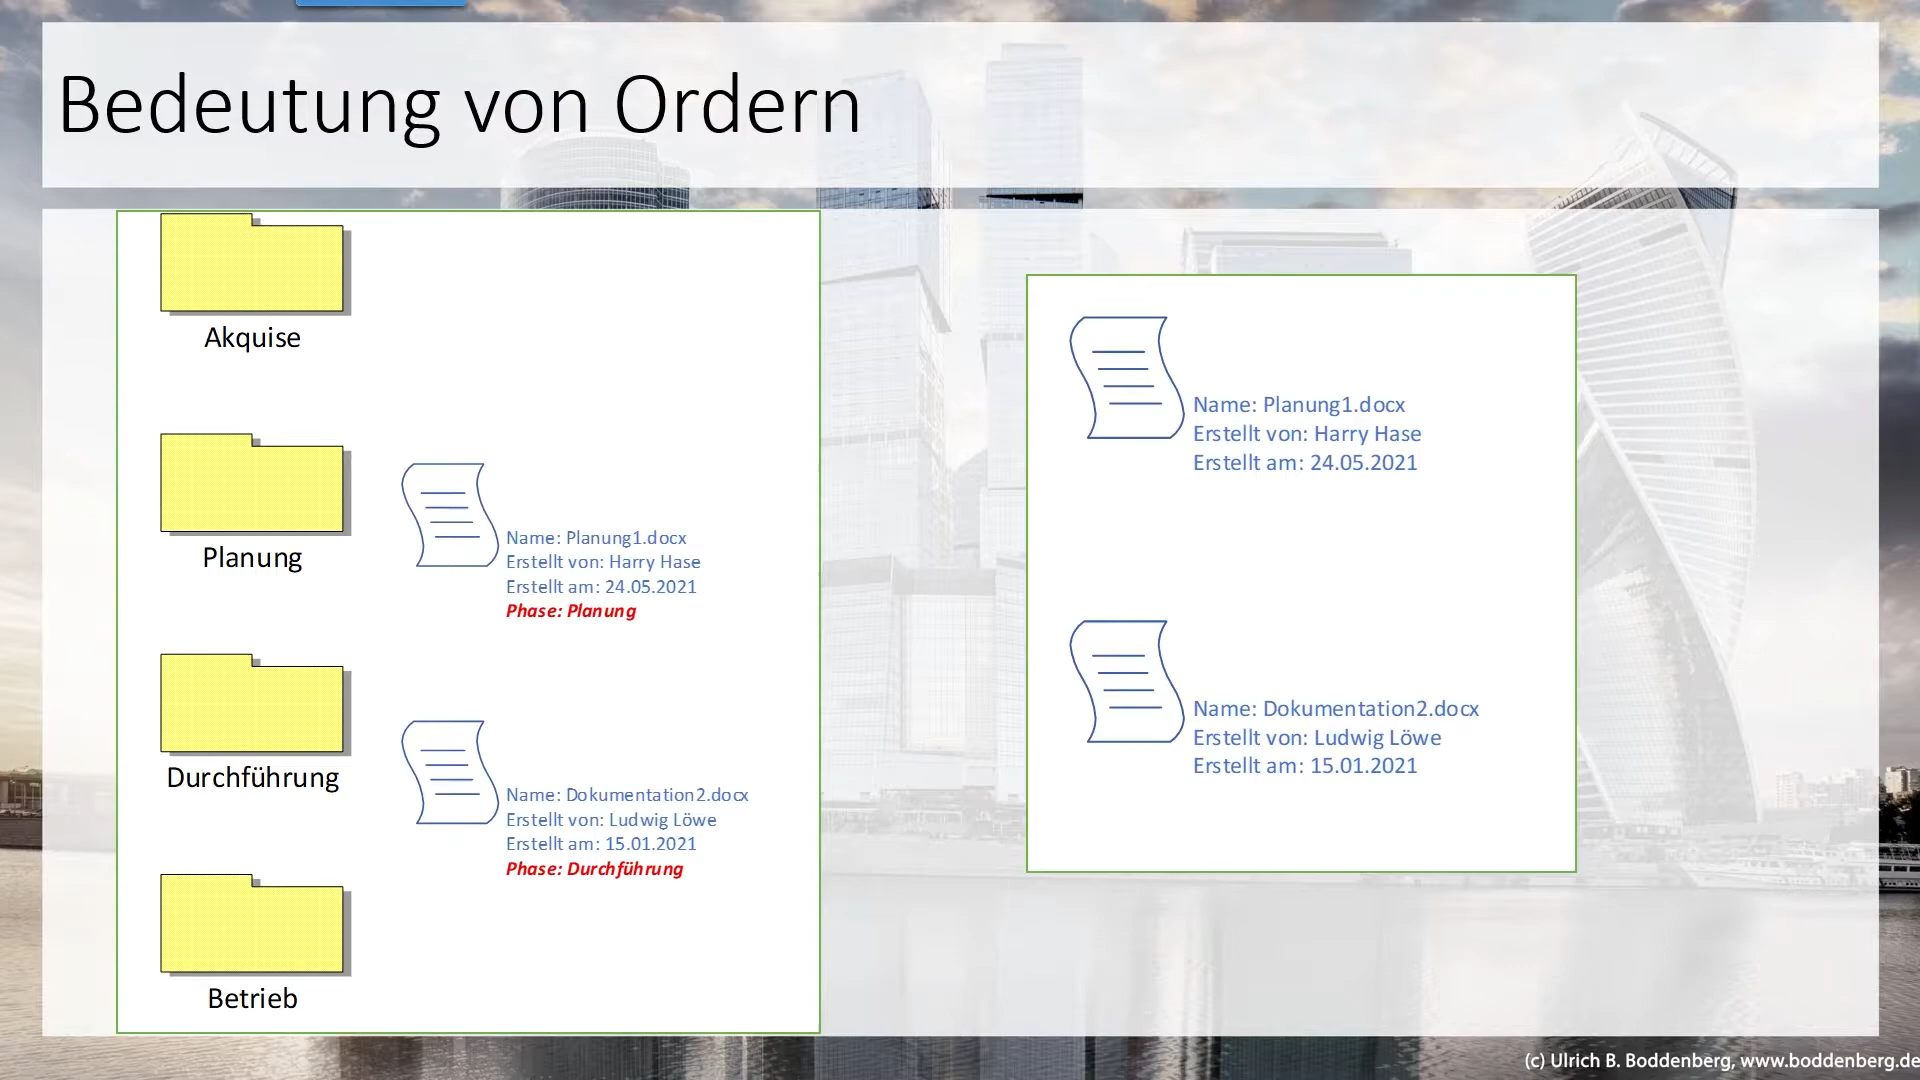 Bedeutung von Ordern
Akquise
Planung
Name: Planung1.docx
Erstellt von: Harry Hase
Erstellt am: 24.05.2021
Phase: Planung
Durchführung
Name: Dokumentation2.docx
Erstellt von: Ludwig Löwe
Erstellt am: 15.01.2021
Phase: Durchführung
Betrieb
Name: Planung1.docx
Erstellt von: Harry Hase
Erstellt am: 24.05.2021
Name: Dokumentation2.docx
Erstellt von: Ludwig Löwe
Erstellt am: 15.01.2021
(c) Ulrich B. Boddenberg, www.boddenberg.de